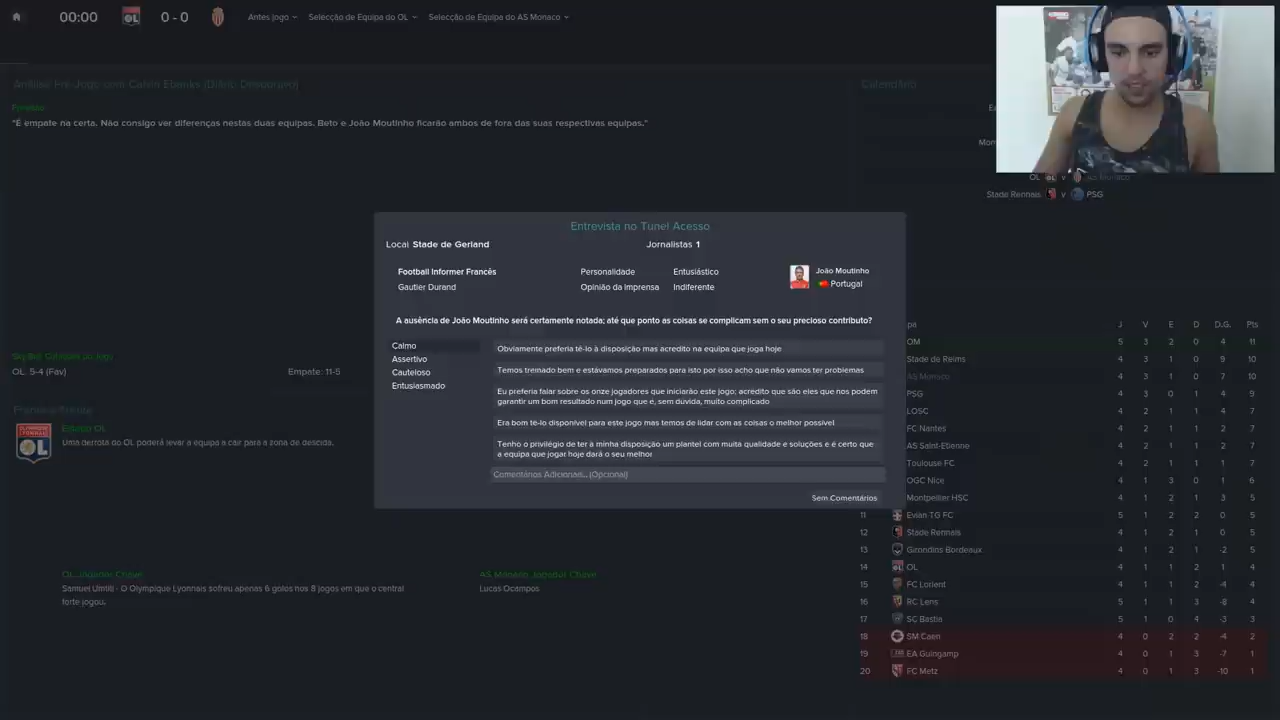 00:00 0 - 0 Antes jogo Selecção de Equipa do OL Selecção de Equipa do AS Monaco
Calendário
"É empate na certa. Não consigo ver diferenças nestas duas equipas. Beto e João Moutinho ficarão ambos de fora das suas respectivas equipas."
OL v AS Monaco
Stade Rennais v PSG
Entrevista no Tunel Acesso
Local Stade de Gerland Jornalistas 1
Football Informer Francês Personalidade Entusiástico João Moutinho
Gautier Durand Opinião da imprensa Indiferente Portugal
A ausência de João Moutinho será certamente notada; até que ponto as coisas se complicam sem o seu precioso contributo?
Calmo
Assertivo
Cauteloso
Entusiasmado
Obviamente preferia tê-lo à disposição mas acredito na equipa que joga hoje
Temos treinado bem e estávamos preparados para isto por isso acho que não vamos ter problemas
Eu preferia falar sobre os onze jogadores que iniciarão este jogo; acredito que são eles que nos podem
garantir um bom resultado num jogo que é, sem dúvida, muito complicado
Era bom tê-lo disponível para este jogo mas temos de lidar com as coisas o melhor possível
Tenho o privilégio de ter à minha disposição um plantel com muita qualidade e soluções e é certo que
a equipa que jogar hoje dará o seu melhor
Comentários Adicionais... (Opcional)
Sem Comentários
OL 5-4 (Fav) Empate: 11-5
Uma derrota do OL poderá levar a equipa a cair para a zona de descida.
Samuel Umtiti - O Olympique Lyonnais sofreu apenas 6 golos nos 8 jogos em que o central
forte jogou.
Lucas Ocampos
pa J V E D D.G. Pts
OM 5 3 2 0 4 11
Stade de Reims 4 3 1 0 9 10
AS Monaco 4 3 1 0 7 10
PSG 4 3 0 1 4 9
LOSC 4 2 1 1 4 7
FC Nantes 4 2 1 1 2 7
AS Saint-Etienne 4 2 1 1 2 7
Toulouse FC 4 2 1 1 1 7
OGC Nice 4 1 3 0 1 6
Montpellier HSC 4 1 2 1 3 5
11 Evian TG FC 5 1 2 2 0 5
12 Stade Rennais 4 1 2 1 0 5
13 Girondins Bordeaux 4 1 2 1 -2 5
14 OL 4 1 1 2 1 4
15 FC Lorient 4 1 1 2 -4 4
16 RC Lens 5 1 1 3 -8 4
17 SC Bastia 5 1 0 4 -3 3
18 SM Caen 4 0 2 2 -4 2
19 EA Guingamp 4 0 1 3 -7 1
20 FC Metz 4 0 1 3 -10 1